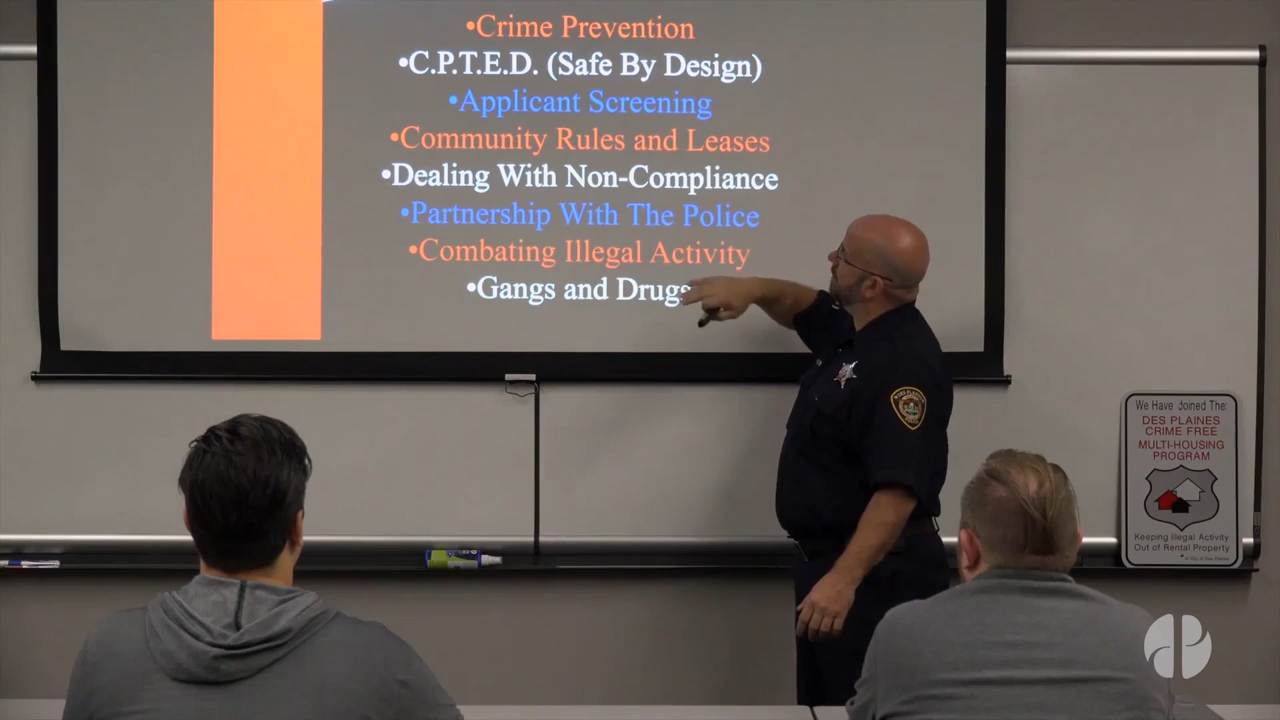 •Crime Prevention
•C.P.T.E.D. (Safe By Design)
•Applicant Screening
•Community Rules and Leases
•Dealing With Non-Compliance
•Partnership With The Police
•Combating Illegal Activity
•Gangs and Drugs
We Have Joined The:
DES PLAINES
CRIME FREE
MULTI-HOUSING
PROGRAM
Keeping Illegal Activity
Out of Rental Property